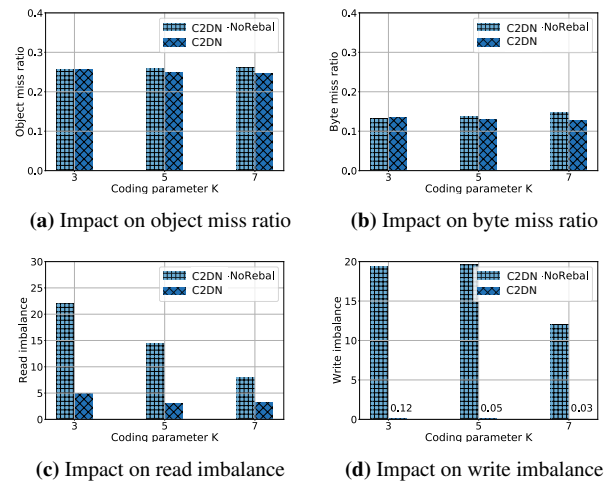 C2DN -NoRebal
C2DN
Object miss ratio
0.4
0.3
0.2
0.1
0.0
3
5
7
Coding parameter K
(a) Impact on object miss ratio
C2DN -NoRebal
C2DN
Byte miss ratio
0.4
0.3
0.2
0.1
0.0
3
5
7
Coding parameter K
(b) Impact on byte miss ratio
C2DN -NoRebal
C2DN
Read imbalance
30
25
20
15
10
5
0
3
5
7
Coding parameter K
(c) Impact on read imbalance
C2DN -NoRebal
C2DN
Write imbalance
20
15
10
5
0
0.12
0.05
0.03
3
5
7
Coding parameter K
(d) Impact on write imbalance